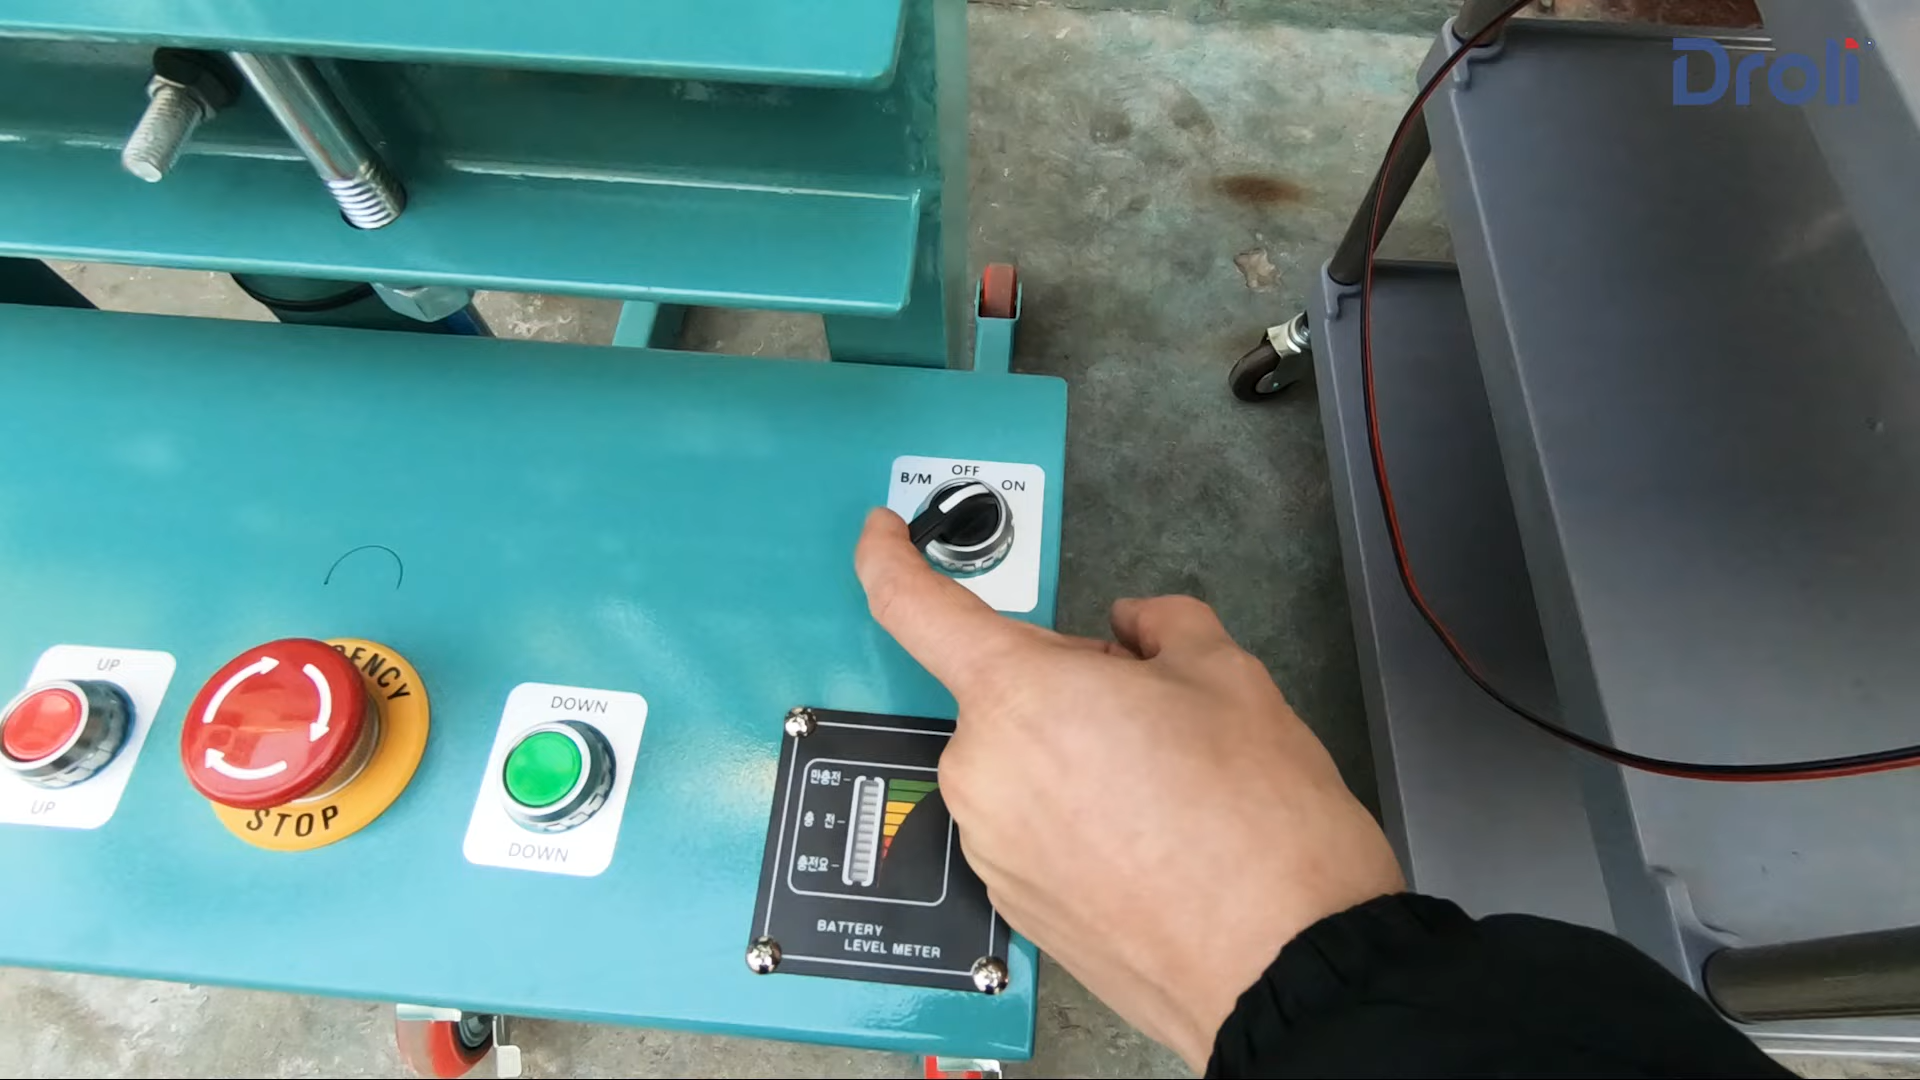 Droli
B/M
OFF
ON
UP
UP
GENCY
STOP
DOWN
DOWN
만충전
충 전
충전요
BATTERY
LEVEL METER